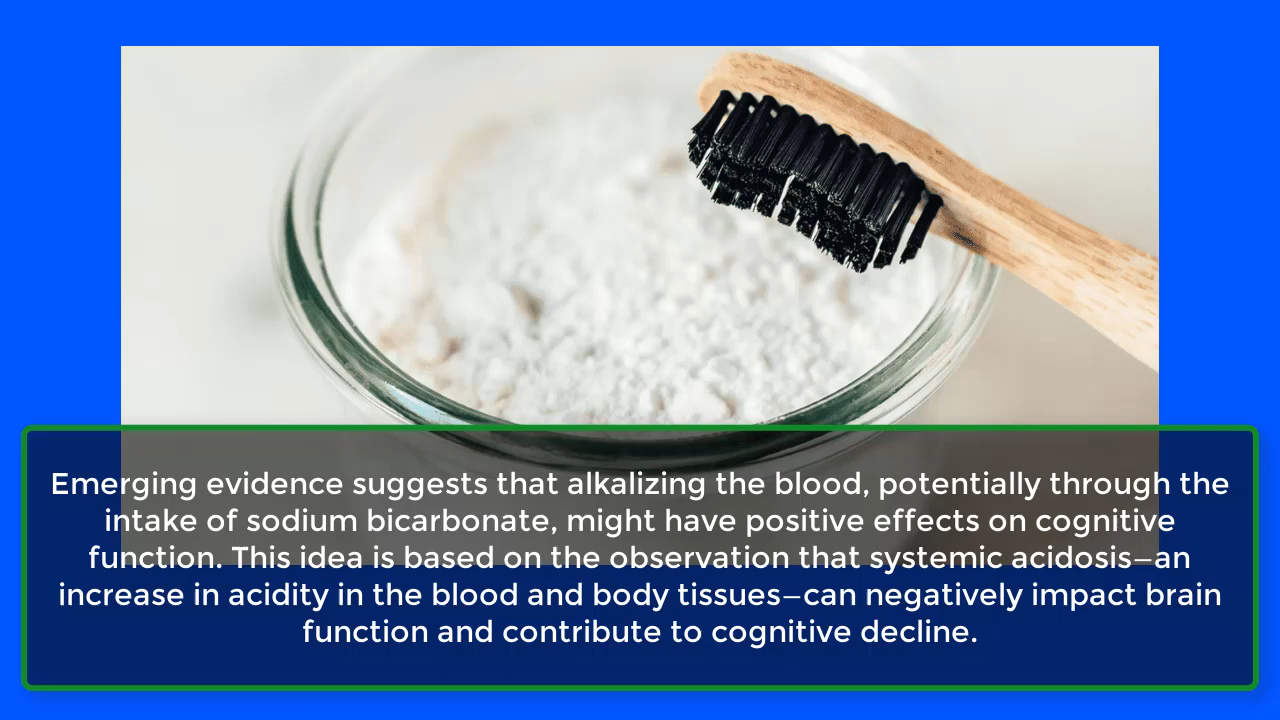 Emerging evidence suggests that alkalizing the blood, potentially through the
intake of sodium bicarbonate, might have positive effects on cognitive
function. This idea is based on the observation that systemic acidosis—an
increase in acidity in the blood and body tissues—can negatively impact brain
function and contribute to cognitive decline.